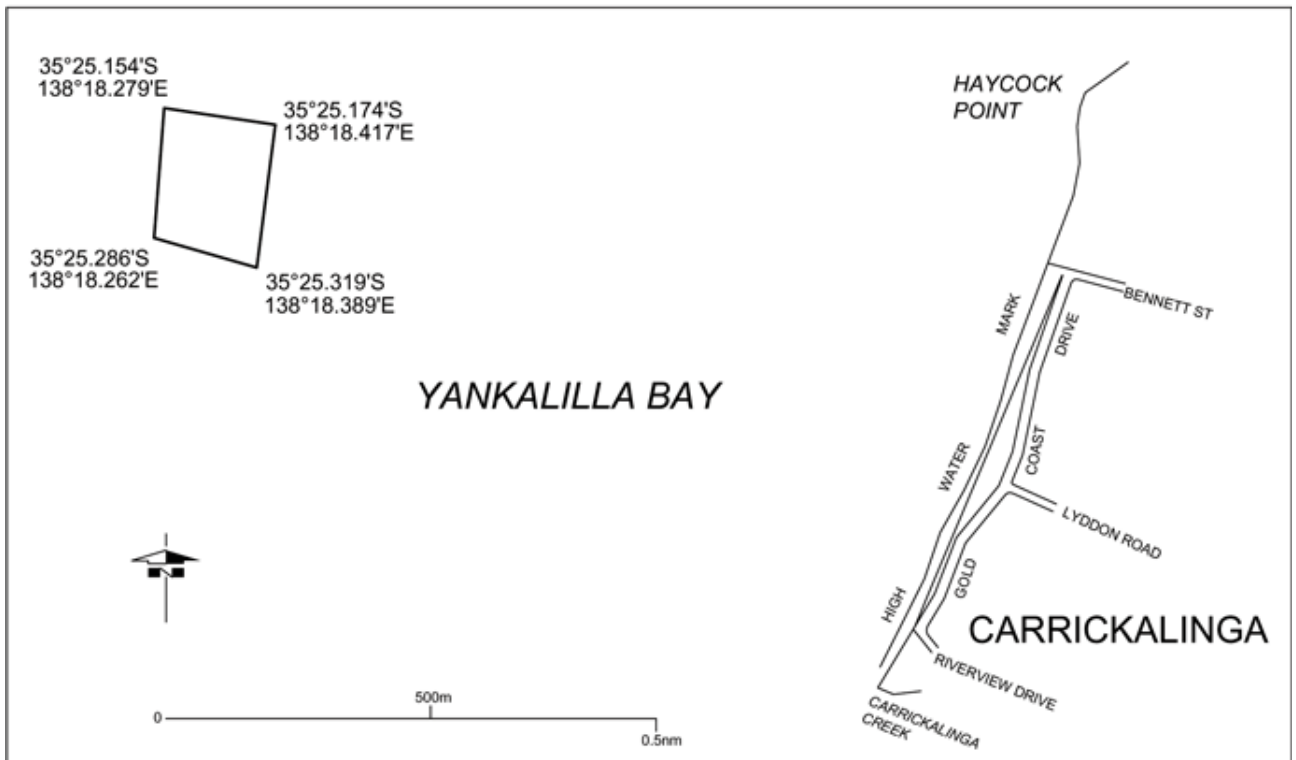 35°25.154'S
138°18.279'E
35°25.174'S
138°18.417'E
35°25.286'S
138°18.262'E
35°25.319'S
138°18.389'E
HAYCOCK
POINT
BENNETT ST
MARK
DRIVE
YANKALILLA BAY
COAST
WATER
LYDDON ROAD
GOLD
HIGH
CARRICKALINGA
RIVERVIEW DRIVE
CARRICKALINGA
CREEK
N
500m
0
0.5nm